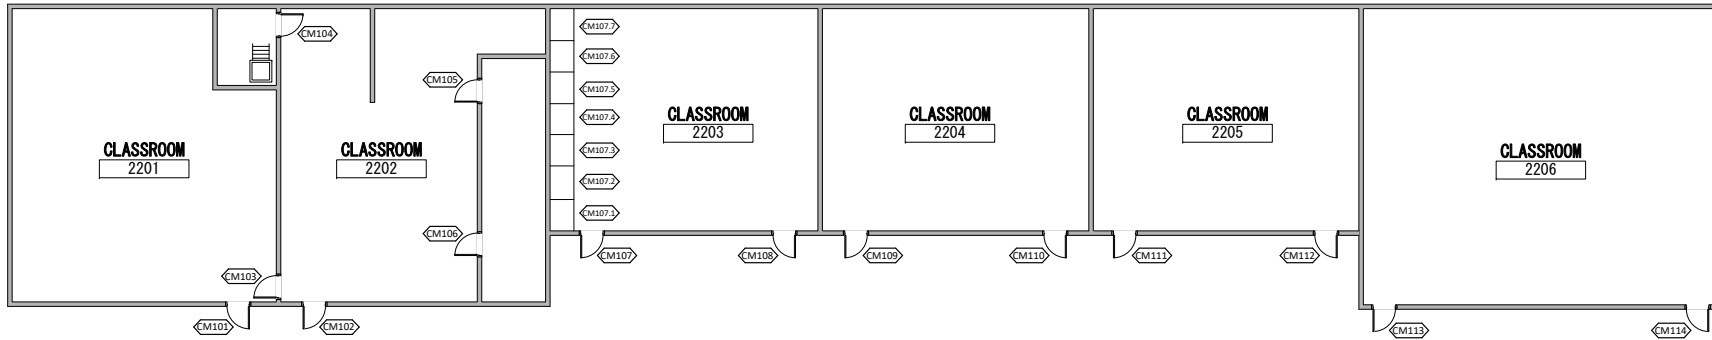 CM104
CM107.7
CM107.6
CM105
CM107.5
CM107.4
CLASSROOM
2203
CLASSROOM
2204
CLASSROOM
2205
CLASSROOM
2201
CLASSROOM
2202
CM107.3
CLASSROOM
2206
CM107.2
CM107.1
CM106
CM107
CM108
CM109
CM110
CM111
CM112
CM103
CM101
CM102
CM113
CM114